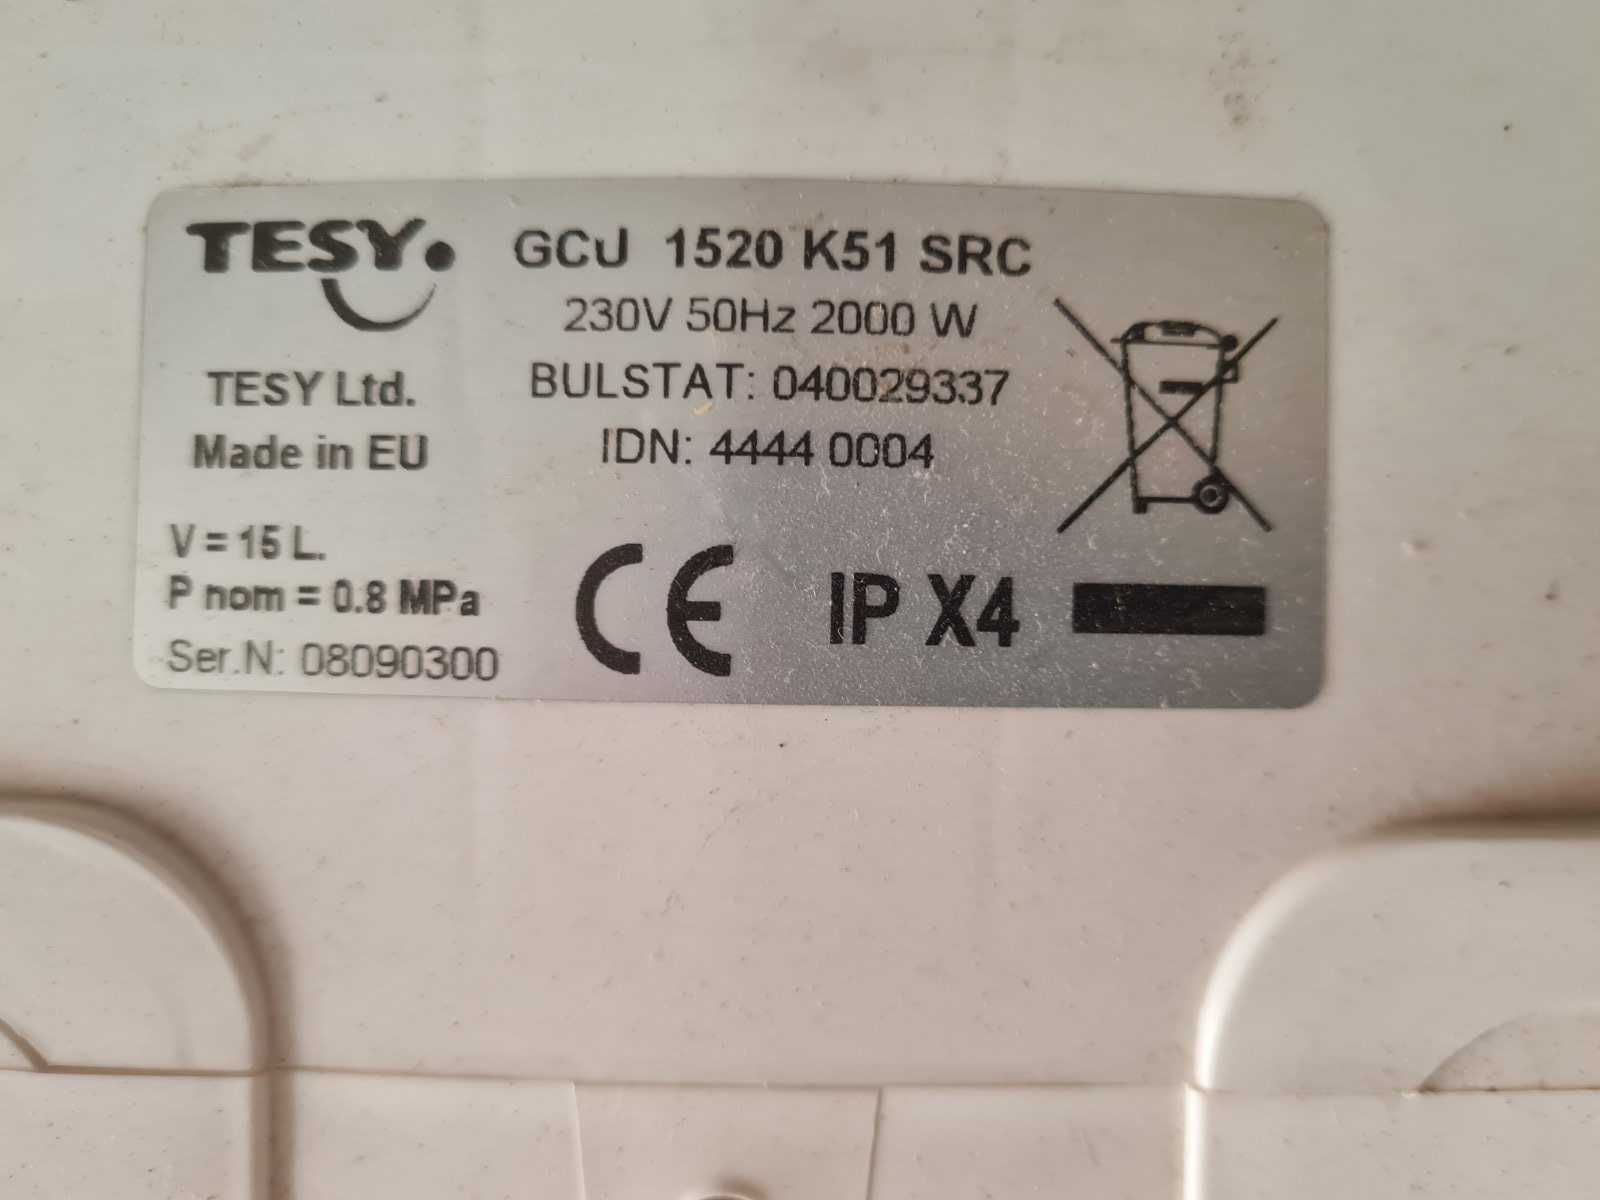 TESY
GCU 1520 K51 SRC
230V 50Hz 2000 W
TESY Ltd.
BULSTAT: 040029337
Made in EU
IDN: 4444 0004
V = 15 L.
P nom = 0.8 MPa
Ser.N: 08090300
CE
IP X4